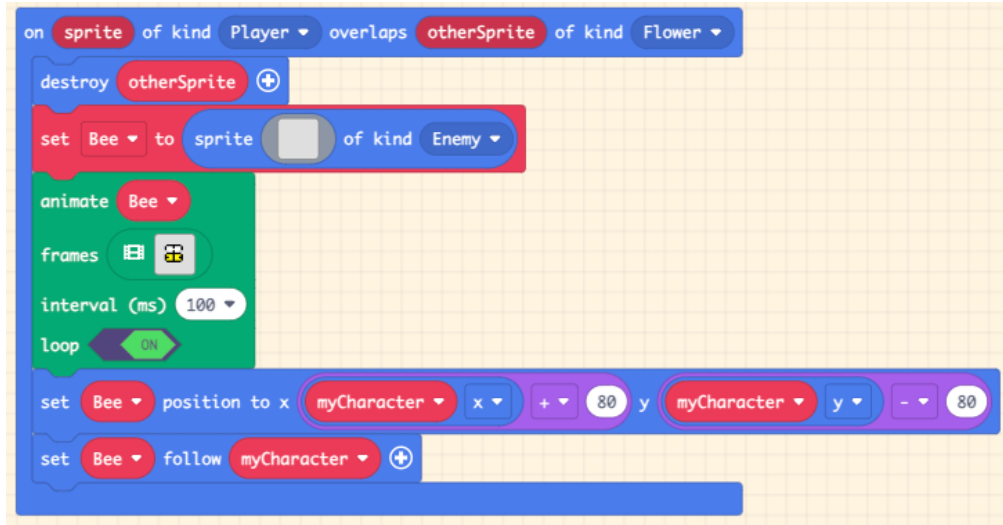 on sprite of kind Player overlaps otherSprite of kind Flower
destroy otherSprite
set Bee to sprite of kind Enemy
animate Bee
frames
interval (ms) 100
loop ON
set Bee position to x myCharacter x + 80 y myCharacter y - 80
set Bee follow myCharacter